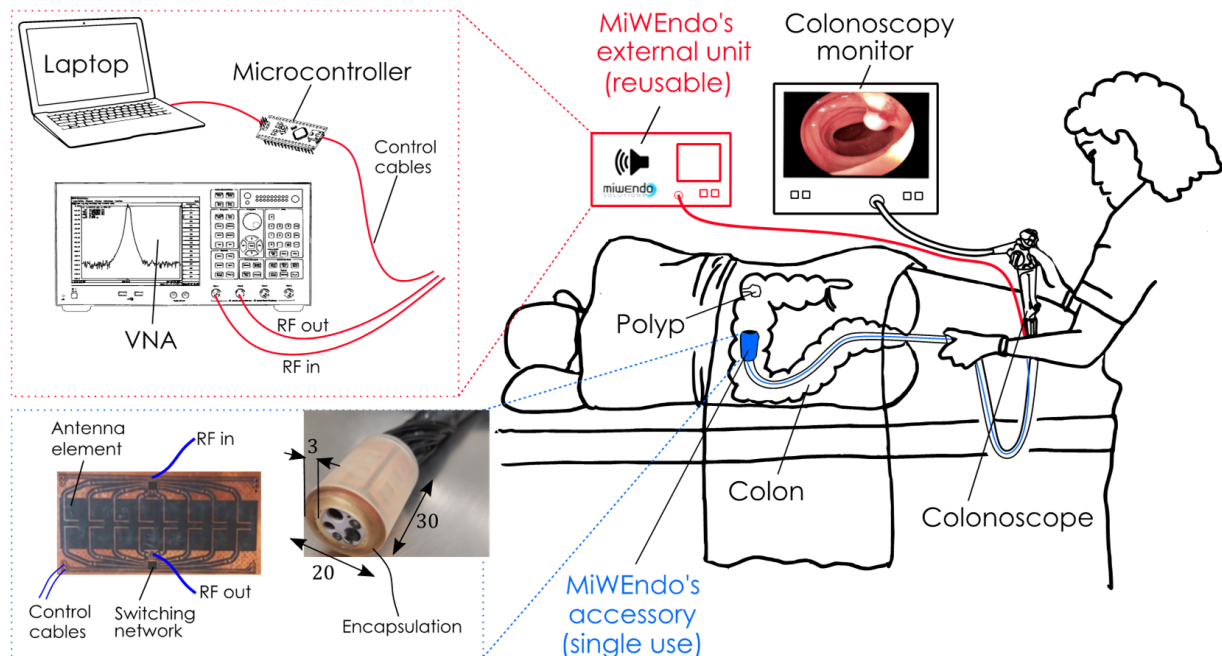 Laptop
Microcontroller
Control
cables
VNA
RF out
RF in
MiWEndo's
external unit
(reusable)
miwendo
SOLUTIONS
Colonoscopy
monitor
Polyp
Colon
Colonoscope
MiWEndo's
accessory
(single use)
Antenna
element
RF in
RF out
Control
cables
Switching
network
3
30
20
Encapsulation